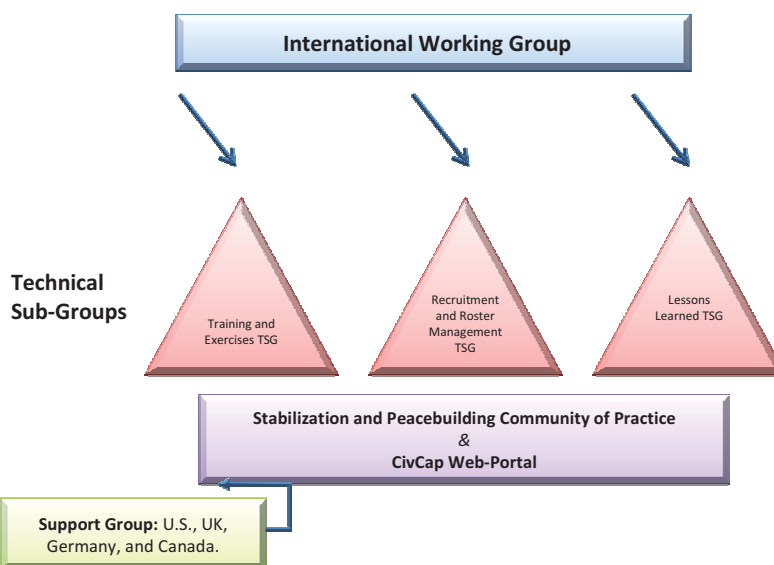 International Working Group
Technical
Sub-Groups
Training and
Exercises TSG
Recruitment
and Roster
Management
TSG
Lessons
Learned TSG
Stabilization and Peacebuilding Community of Practice
&
CivCap Web-Portal
Support Group: U.S., UK,
Germany, and Canada.